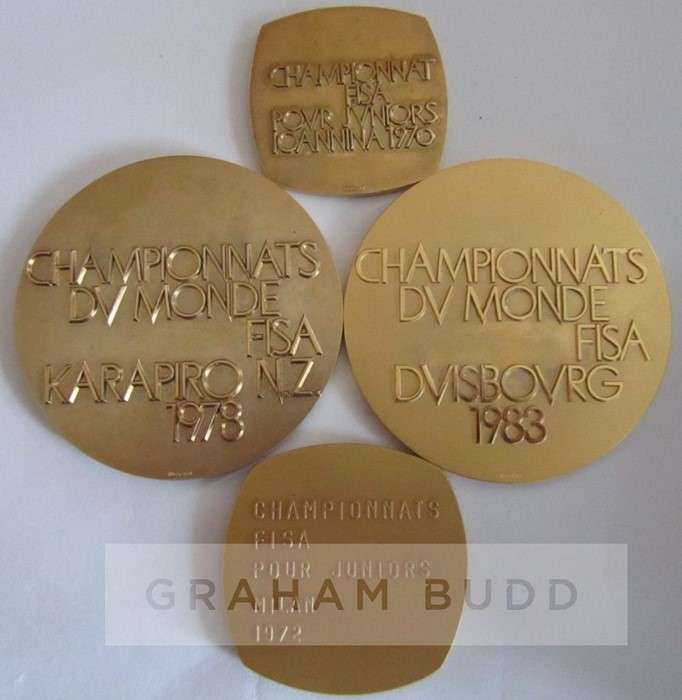 CHAMPIONNAT
FISA
POVR JVNIORS
IOANNINA 1970
CHAMPIONNATS
DV MONDE
FISA
KARAPIRO N.Z.
1978
CHAMPIONNATS
DV MONDE
FISA
DVISBOVRG
1983
CHAMPIONNATS
FISA
POUR JUNIORS
MILAN
1972
GRAHAM BUDD